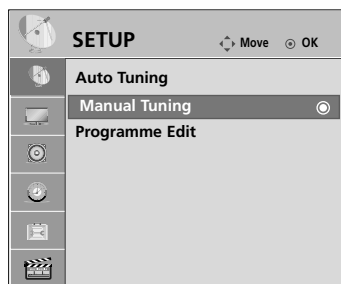 SETUP Move OK
Auto Tuning
Manual Tuning
Programme Edit